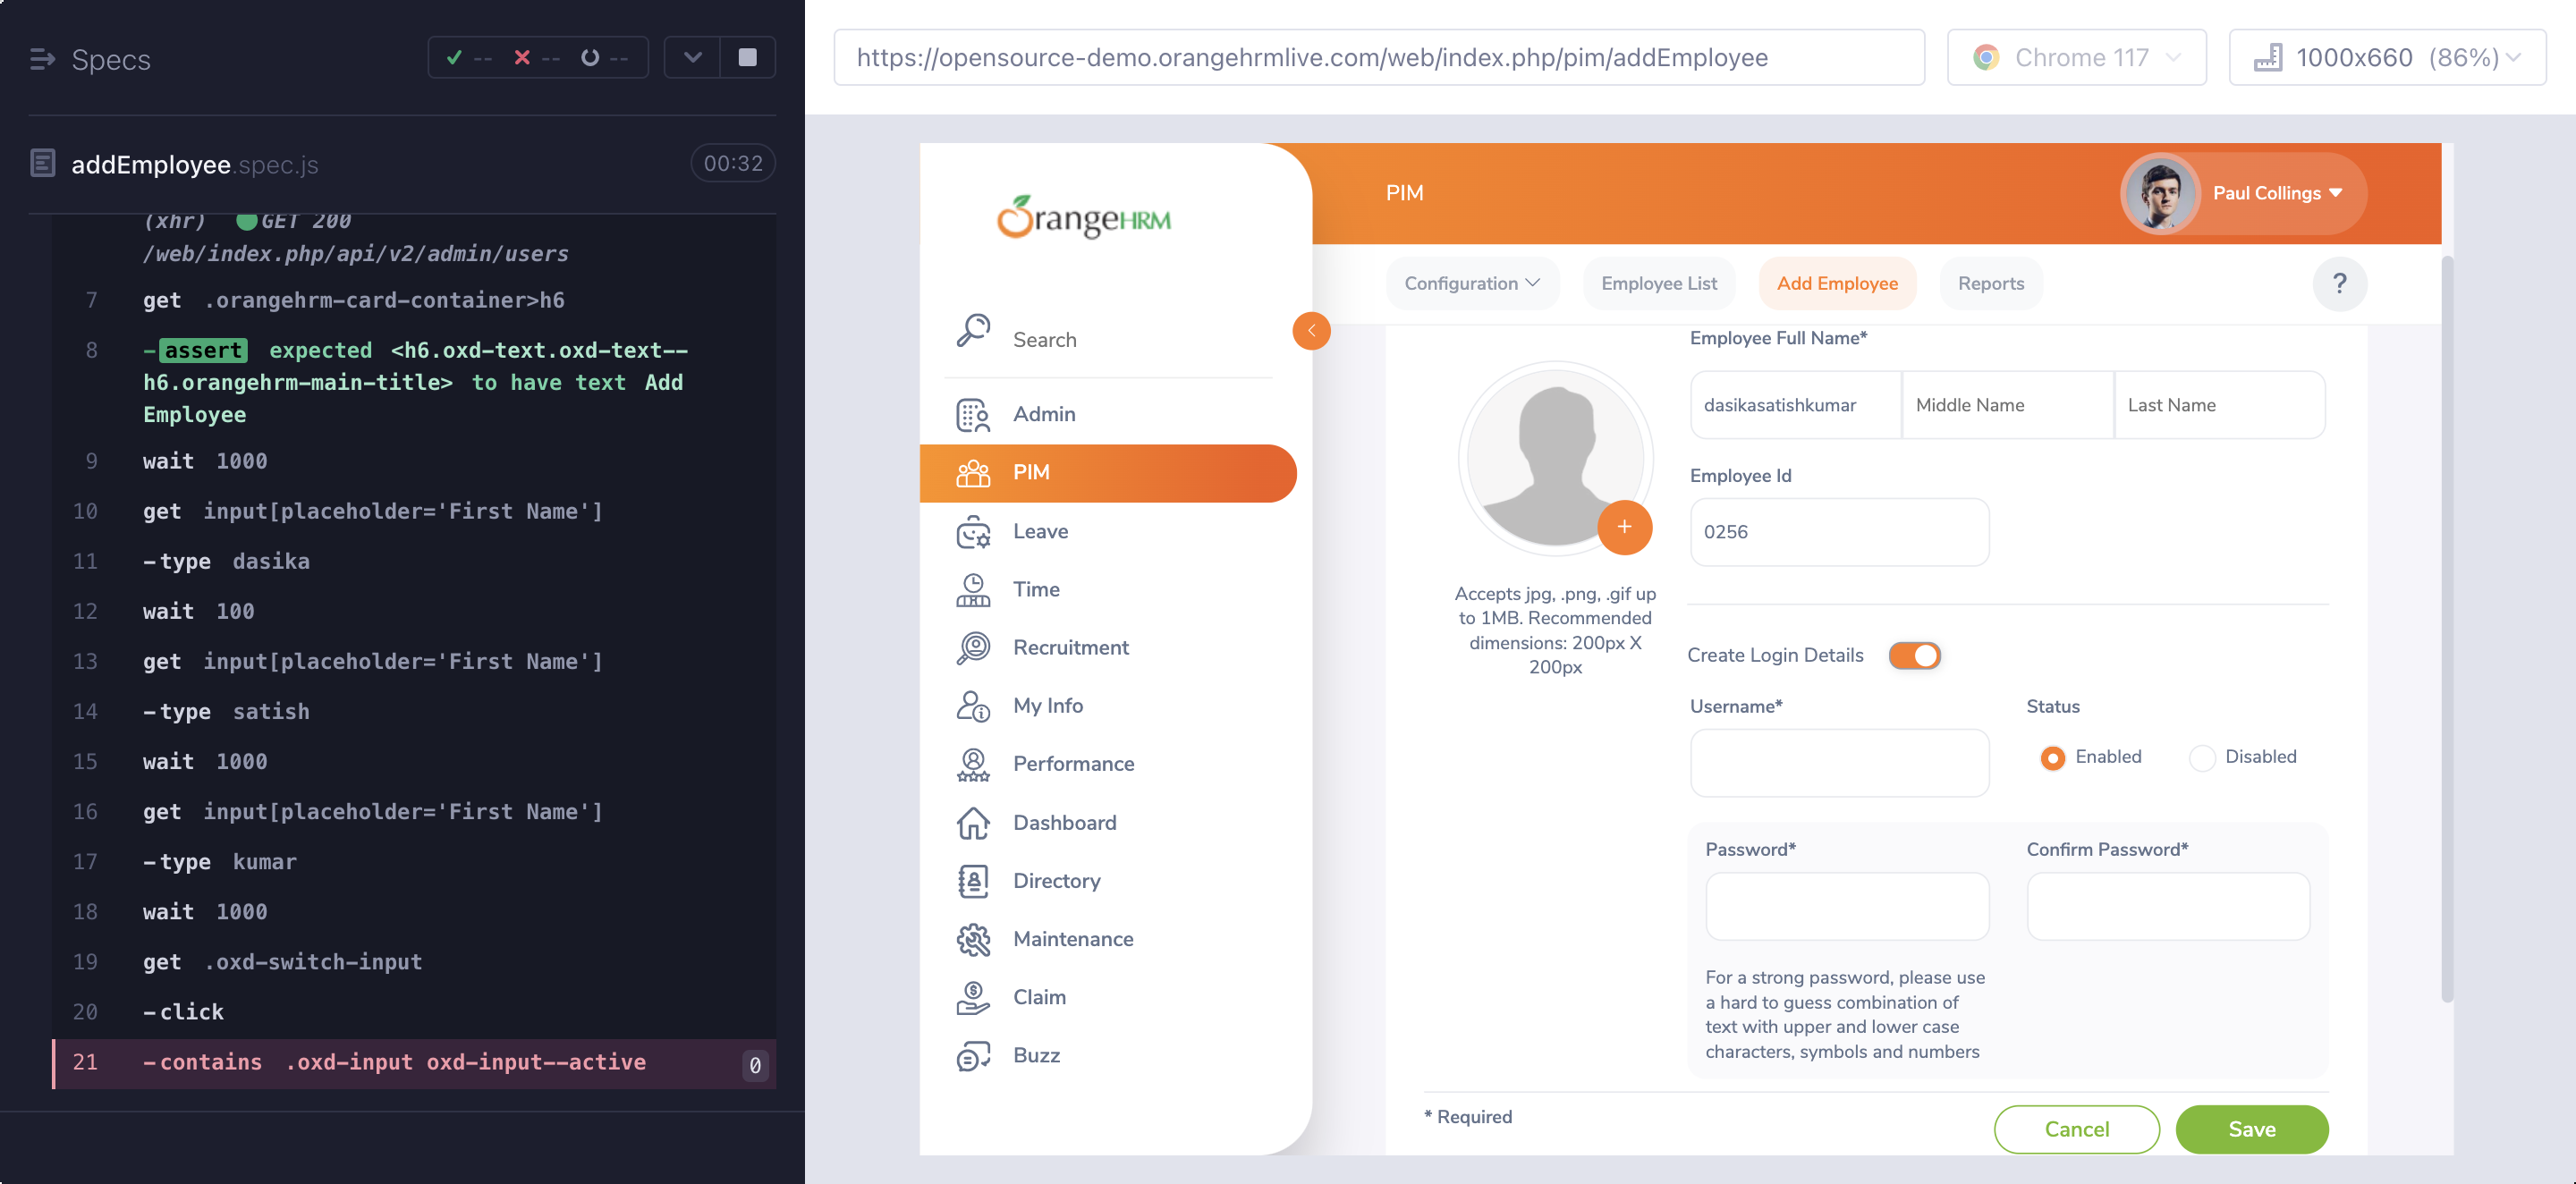 Specs
-- -- --
addEmployee.spec.js
00:32
(xhr) GET 200
/web/index.php/api/v2/admin/users
7 get .orangehrm-card-container>h6
8 -assert expected <h6.oxd-text.oxd-text--
h6.orangehrm-main-title> to have text Add
Employee
9 wait 1000
10 get input[placeholder='First Name']
11 -type dasika
12 wait 100
13 get input[placeholder='First Name']
14 -type satish
15 wait 1000
16 get input[placeholder='First Name']
17 -type kumar
18 wait 1000
19 get .oxd-switch-input
20 -click
21 -contains .oxd-input oxd-input--active 0
https://opensource-demo.orangehrmlive.com/web/index.php/pim/addEmployee
Chrome 117
1000x660 (86%)
OrangeHRM
Search
Admin
PIM
Leave
Time
Recruitment
My Info
Performance
Dashboard
Directory
Maintenance
Claim
Buzz
PIM
Paul Collings
Configuration
Employee List
Add Employee
Reports
?
Employee Full Name*
dasikasatishkumar
Middle Name
Last Name
Employee Id
0256
+
Accepts jpg, .png, .gif up
to 1MB. Recommended
dimensions: 200px X
200px
Create Login Details
Username*
Status
Enabled
Disabled
Password*
Confirm Password*
For a strong password, please use
a hard to guess combination of
text with upper and lower case
characters, symbols and numbers
* Required
Cancel
Save